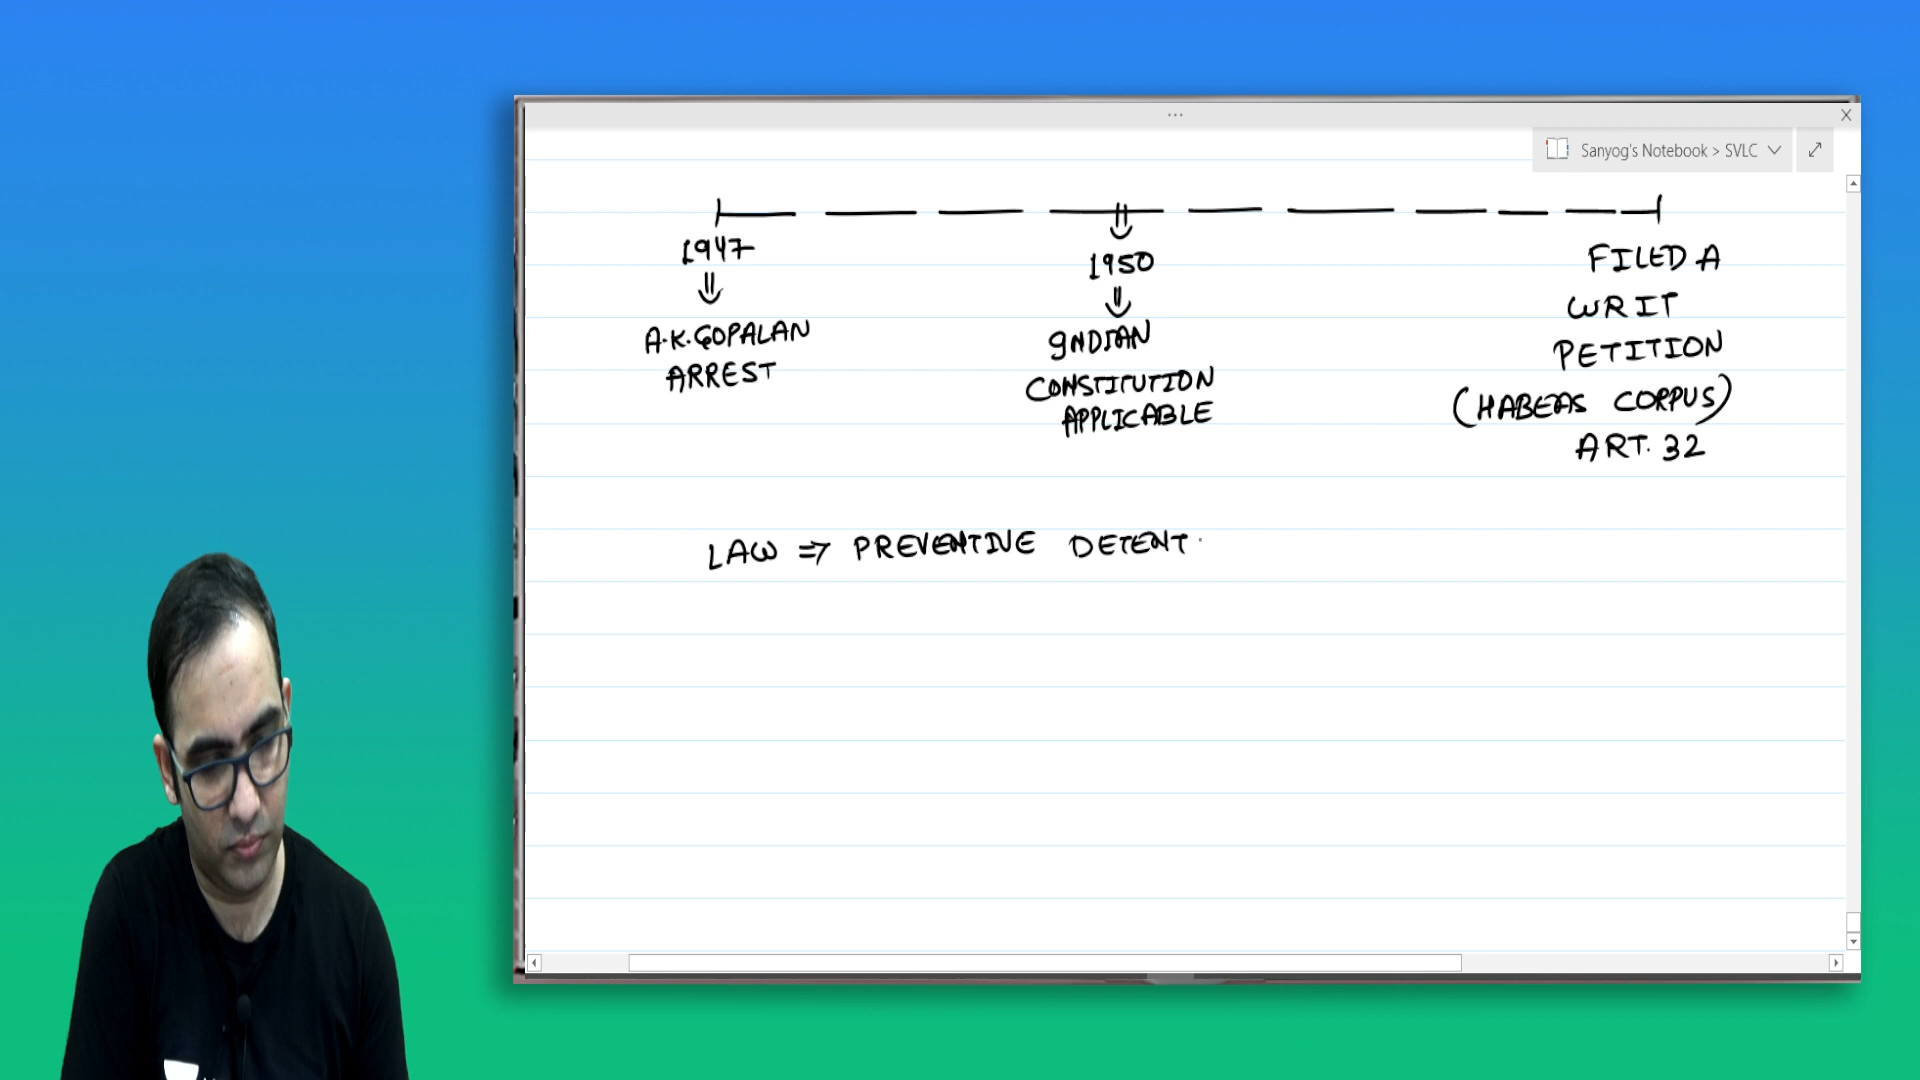 ...
Sanyog's Notebook > SVLC
1947
A.K.GOPALAN
ARREST
1950
INDIAN
CONSTITUTION
APPLICABLE
FILED A
WRIT
PETITION
(HABEAS CORPUS)
ART. 32
LAW ⇒ PREVENTIVE DETENT